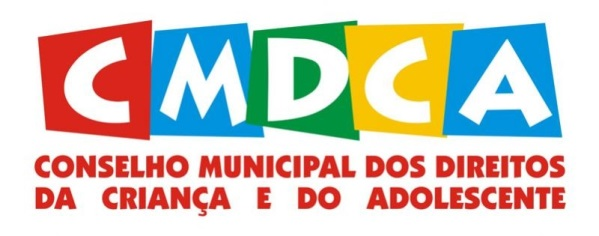 CMDCA
CONSELHO MUNICIPAL DOS DIREITOS
DA CRIANÇA E DO ADOLESCENTE